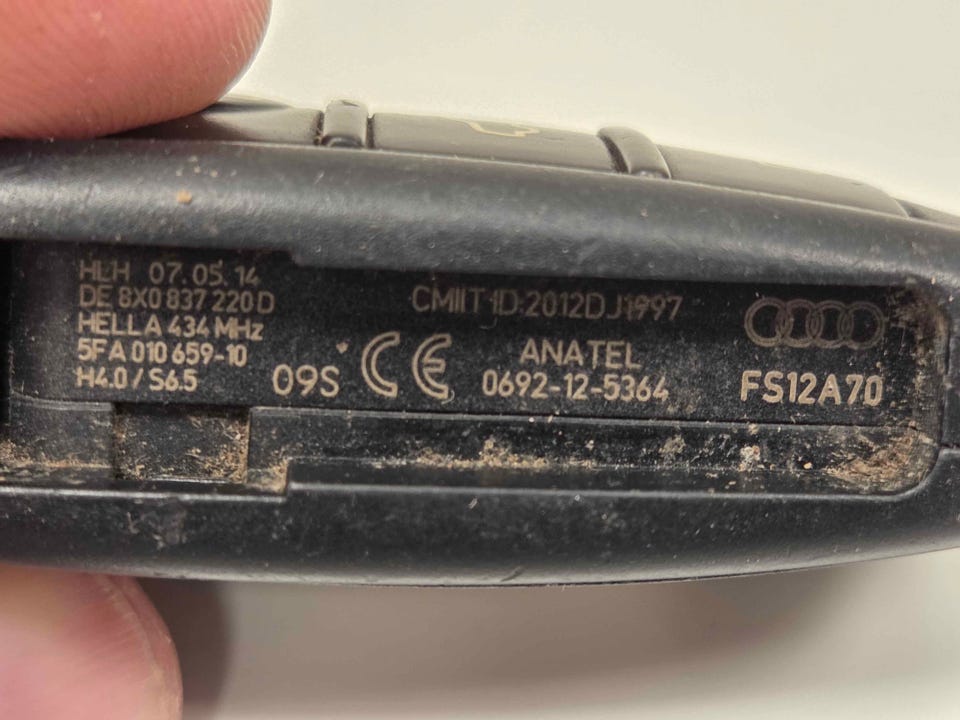 HLH 07.05.14
DE 8X0 837 220 D
HELLA 434 MHz
5FA 010 659-10
H4.0 / S6.5
09S
CE
CMIIT ID:2012DJ1997
ANATEL
0692-12-5364
FS12A70